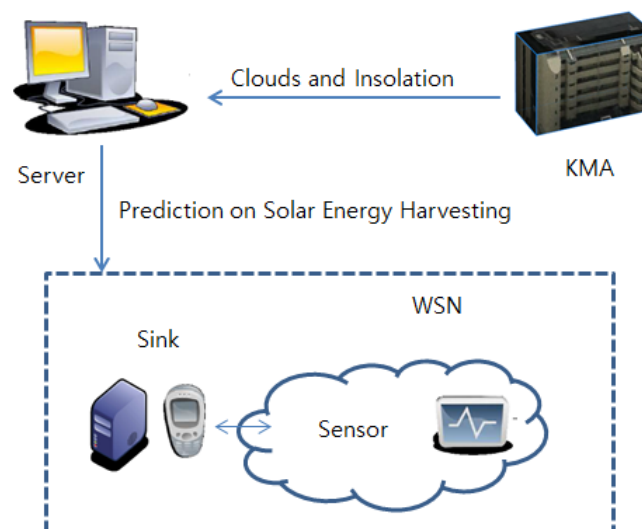 Clouds and Insolation
Server
KMA
Prediction on Solar Energy Harvesting
WSN
Sink
Sensor